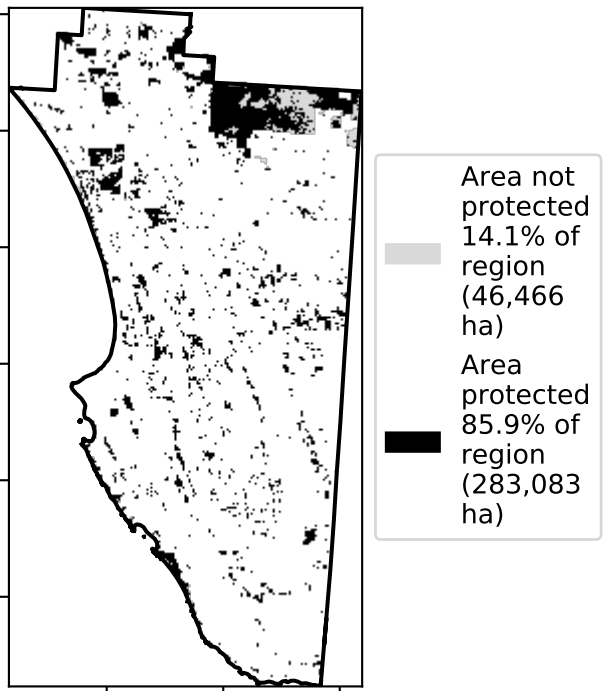 Area not
protected
14.1% of
region
(46,466
ha)
Area
protected
85.9% of
region
(283,083
ha)